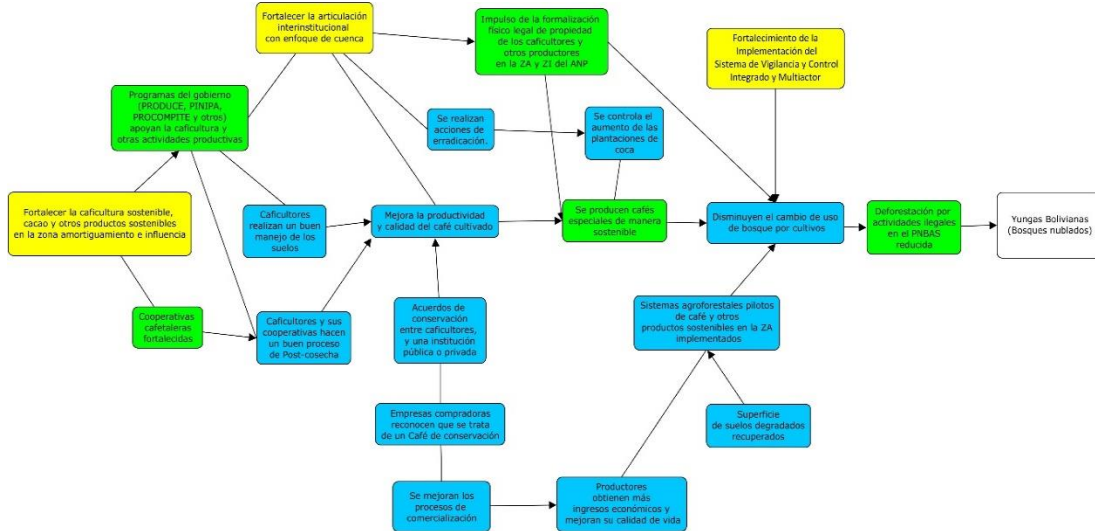 Fortalecer la articulación
interinstitucional
con enfoque de cuenca
Impulso de la formalización
físico legal de propiedad
de los caficultores y
otros productores
en la ZA y ZI del ANP
Fortalecimiento de la
Implementación del
Sistema de Vigilancia y Control
Integrado y Multiactor
Programas del gobierno
(PRODUCE, PINIPA,
PROCOMPITE y otros)
apoyan la caficultura y
otras actividades productivas
Se realizan
acciones de
erradicación.
Se controla el
aumento de las
plantaciones de
coca
Fortalecer la caficultura sostenible,
cacao y otros productos sostenibles
en la zona amortiguamiento e influencia
Caficultores
realizan un buen
manejo de los
suelos
Mejora la productividad
y calidad del café cultivado
Se producen cafés
especiales de manera
sostenible
Disminuyen el cambio de uso
de bosque por cultivos
Deforestación por
actividades ilegales
en el PNBAS
reducida
Yungas Bolivianas
(Bosques nublados)
Cooperativas
cafetaleras
fortalecidas
Caficultores y sus
cooperativas hacen
un buen proceso
de Post-cosecha
Acuerdos de
conservación
entre caficultores,
y una institución
pública o privada
Sistemas agroforestales pilotos
de café y otros
productos sostenibles en la ZA
implementados
Empresas compradoras
reconocen que se trata
de un Café de conservación
Superficie
de suelos degradados
recuperados
Se mejoran los
procesos de
comercialización
Productores
obtienen más
ingresos económicos y
mejoran su calidad de vida